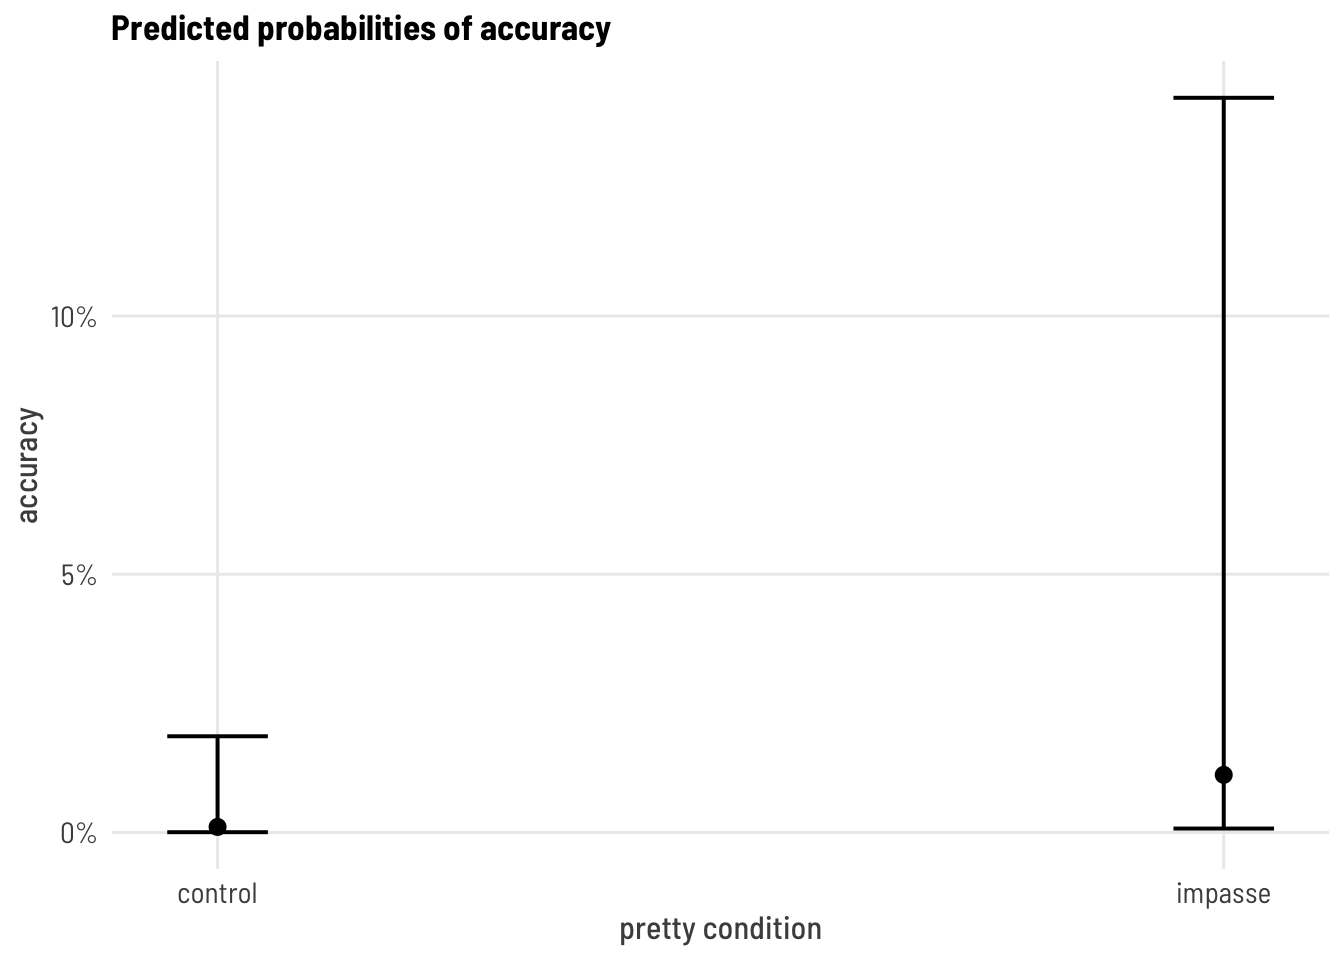 Predicted probabilities of accuracy
10%
5%
0%
accuracy
control
impasse
pretty condition